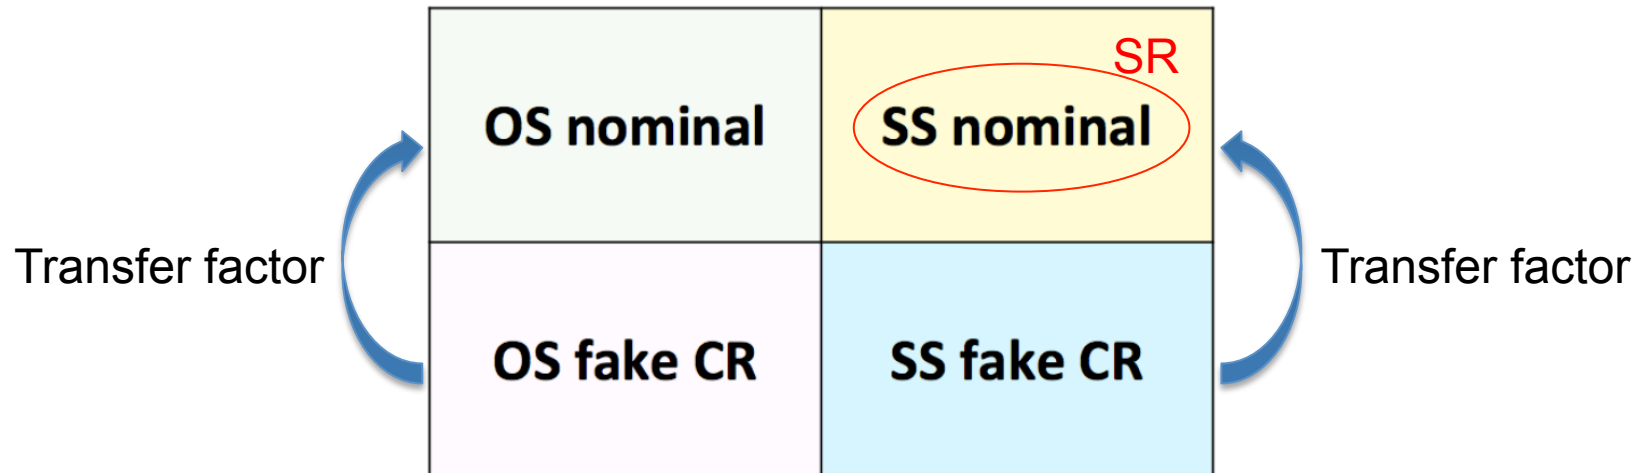 SR
OS nominal
SS nominal
Transfer factor
Transfer factor
OS fake CR
SS fake CR